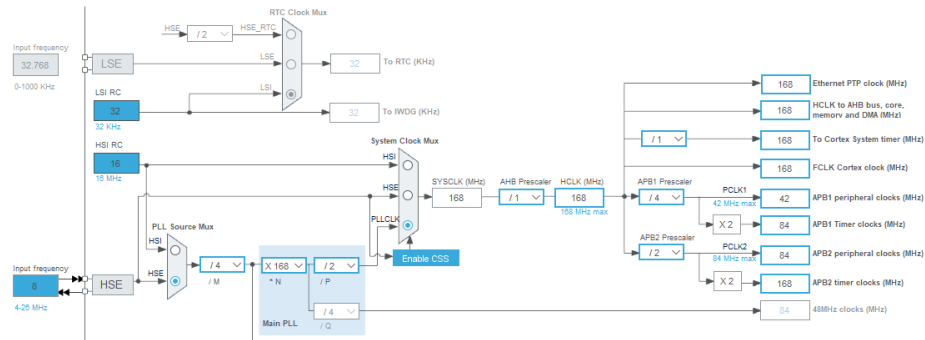 RTC Clock Mux
HSE
/ 2
HSE_RTC
Input frequency
32.768
0-1000 KHz
LSE
LSE
32
To RTC (KHz)
LSI RC
32
32 KHz
LSI
32
To IWDG (KHz)
HSI RC
16
16 MHz
System Clock Mux
HSI
HSE
PLLCLK
SYSCLK (MHz)
168
AHB Prescaler
/ 1
HCLK (MHz)
168
168 MHz max
Enable CSS
PLL Source Mux
HSI
HSE
Input frequency
8
4-26 MHz
HSE
/ 4
/ M
X 168
* N
/ 2
/ P
/ 4
/ Q
Main PLL
168
Ethernet PTP clock (MHz)
168
HCLK to AHB bus, core,
memory and DMA (MHz)
/ 1
168
To Cortex System timer (MHz)
168
FCLK Cortex clock (MHz)
APB1 Prescaler
/ 4
PCLK1
42 MHz max
42
APB1 peripheral clocks (MHz)
X 2
84
APB1 Timer clocks (MHz)
APB2 Prescaler
/ 2
PCLK2
84 MHz max
84
APB2 peripheral clocks (MHz)
X 2
168
APB2 timer clocks (MHz)
84
48MHz clocks (MHz)